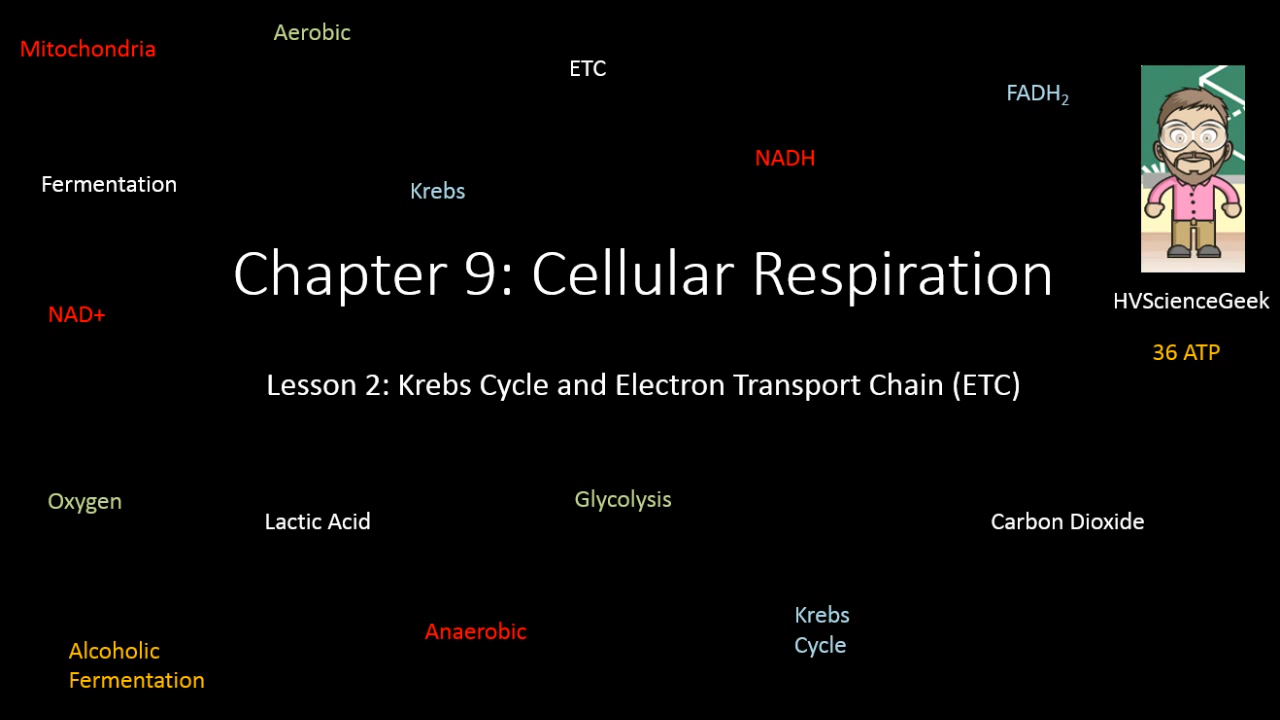 Mitochondria
Aerobic
ETC
FADH₂
NADH
Fermentation
Krebs
Chapter 9: Cellular Respiration
HVScienceGeek
NAD+
36 ATP
Lesson 2: Krebs Cycle and Electron Transport Chain (ETC)
Oxygen
Glycolysis
Lactic Acid
Carbon Dioxide
Krebs
Cycle
Anaerobic
Alcoholic
Fermentation